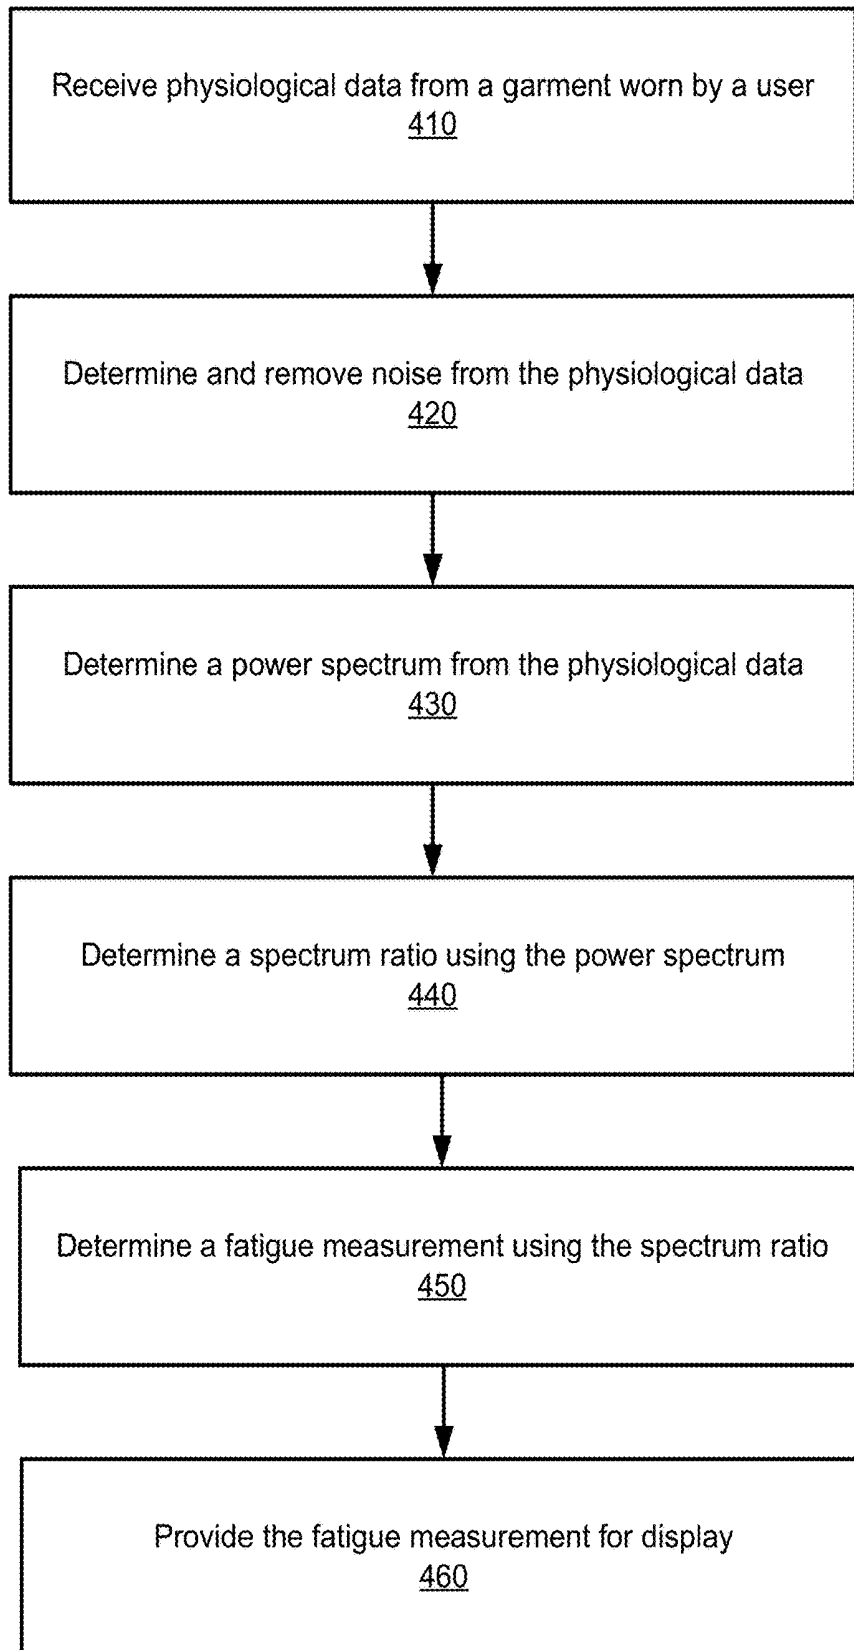 Receive physiological data from a garment worn by a user
410
Determine and remove noise from the physiological data
420
Determine a power spectrum from the physiological data
430
Determine a spectrum ratio using the power spectrum
440
Determine a fatigue measurement using the spectrum ratio
450
Provide the fatigue measurement for display
460